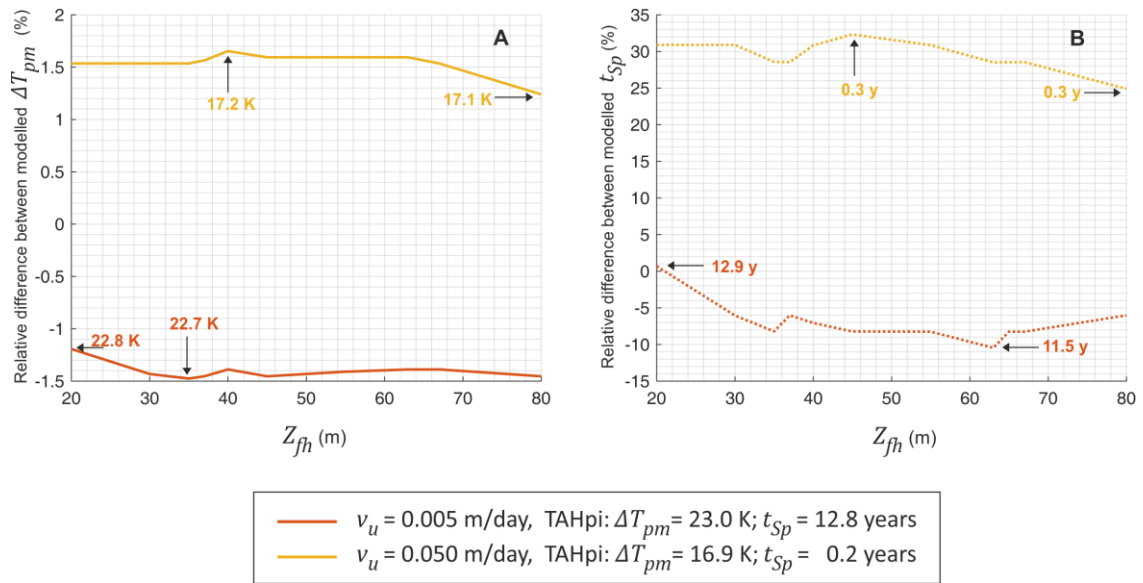 Relative difference between modelled ΔT_pm (%)
2
1.5
1
0.5
0
-0.5
-1
-1.5
A
17.2 K
17.1 K
22.8 K
22.7 K
20 30 40 50 60 70 80
Z_fh (m)
Relative difference between modelled t_Sp (%)
35
30
25
20
15
10
5
0
-5
-10
-15
B
0.3 y
0.3 y
12.9 y
11.5 y
20 30 40 50 60 70 80
Z_fh (m)
v_u = 0.005 m/day, TAHpi: ΔT_pm = 23.0 K; t_Sp = 12.8 years
v_u = 0.050 m/day, TAHpi: ΔT_pm = 16.9 K; t_Sp = 0.2 years